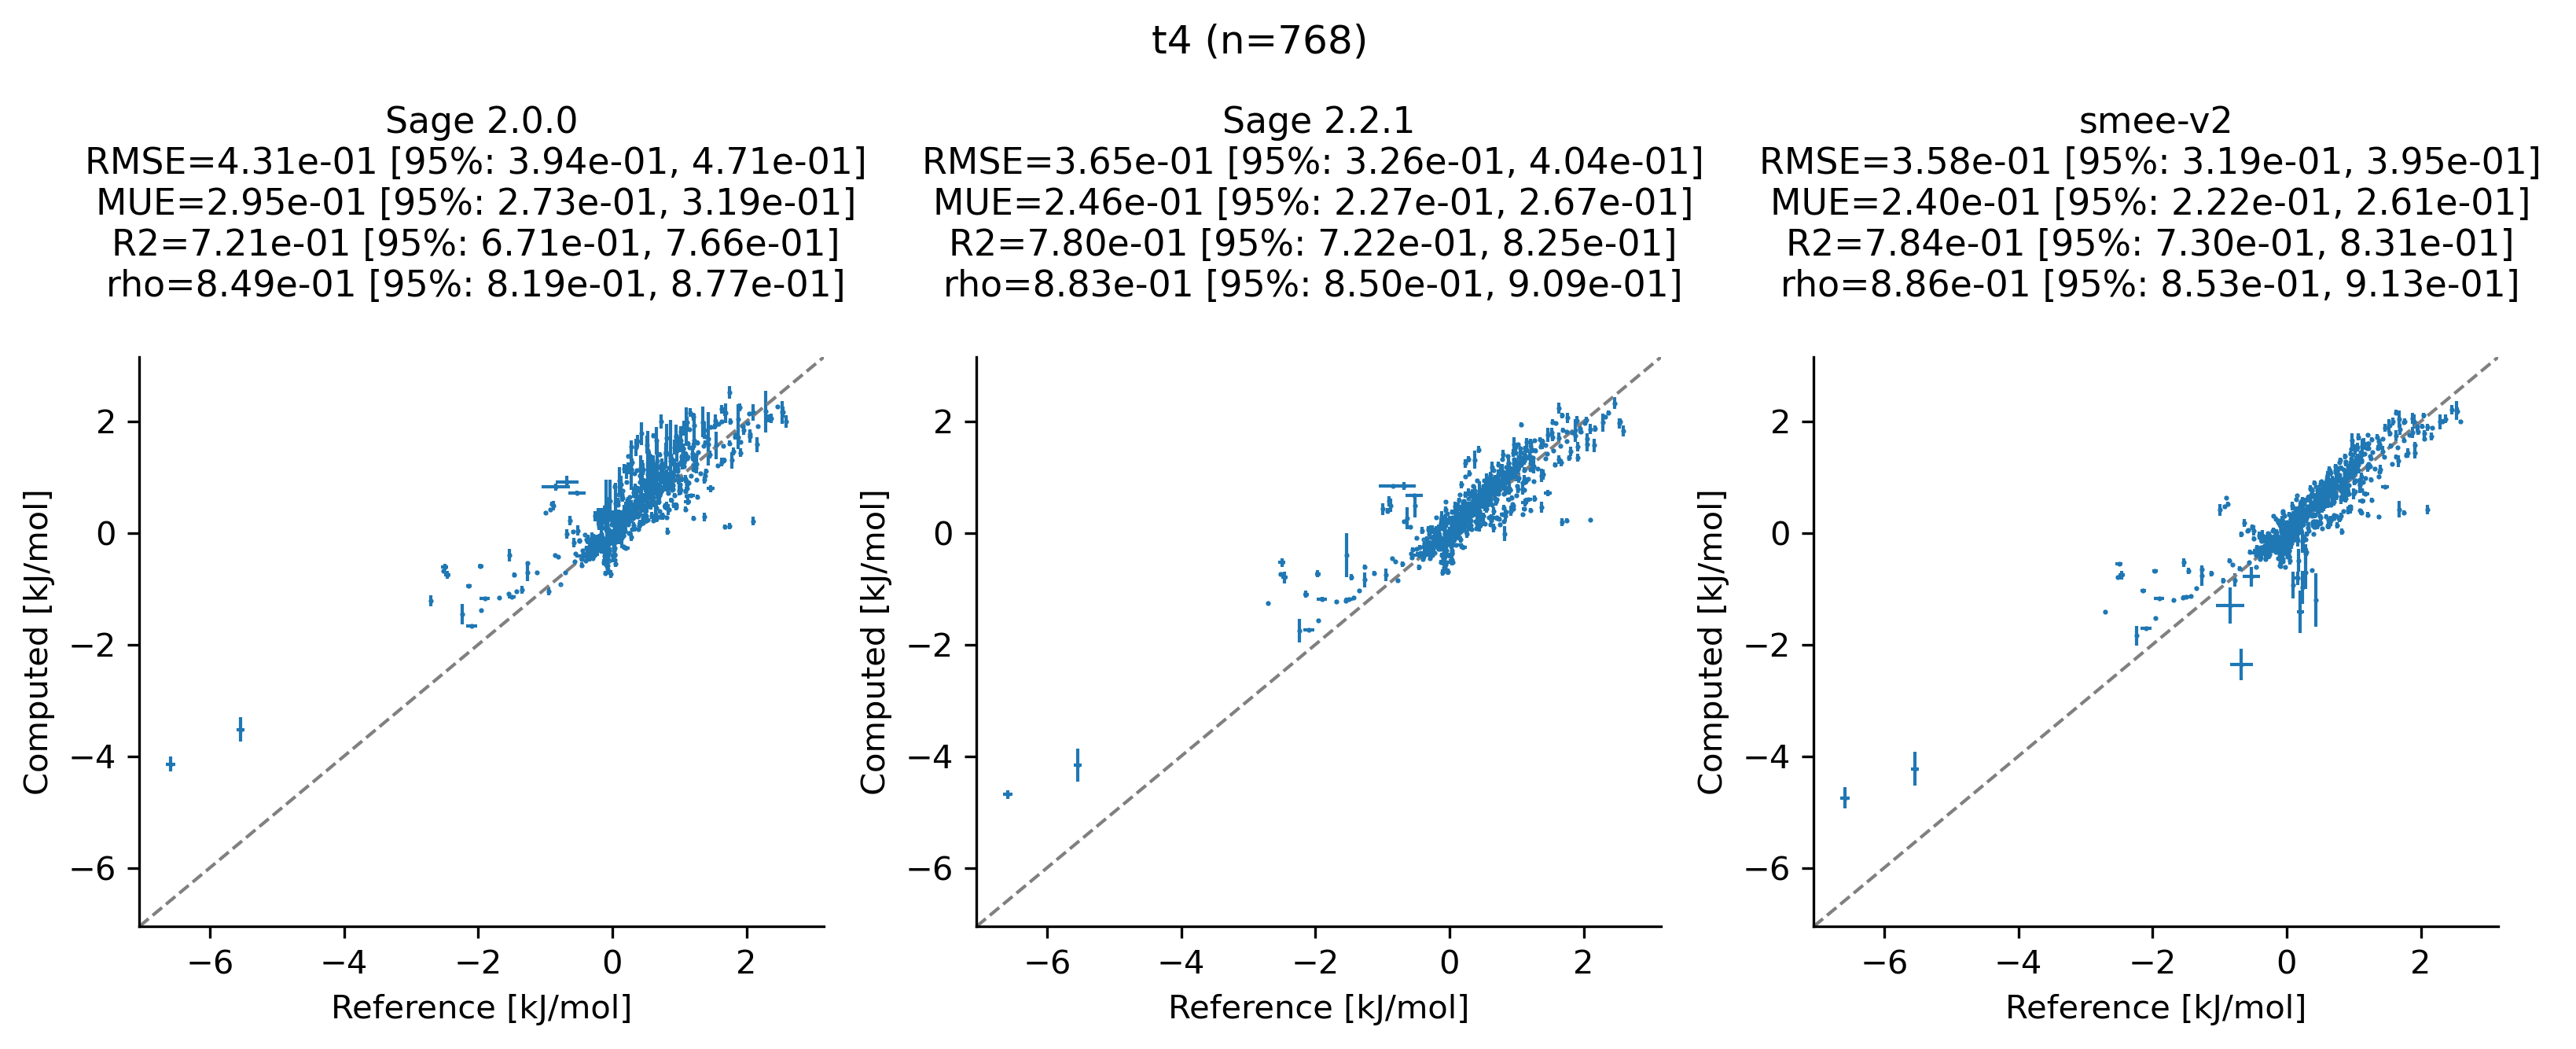 t4 (n=768)
Sage 2.0.0
RMSE=4.31e-01 [95%: 3.94e-01, 4.71e-01]
MUE=2.95e-01 [95%: 2.73e-01, 3.19e-01]
R2=7.21e-01 [95%: 6.71e-01, 7.66e-01]
rho=8.49e-01 [95%: 8.19e-01, 8.77e-01]
2
0
−2
−4
−6
Computed [kJ/mol]
−6 −4 −2 0 2
Reference [kJ/mol]
Sage 2.2.1
RMSE=3.65e-01 [95%: 3.26e-01, 4.04e-01]
MUE=2.46e-01 [95%: 2.27e-01, 2.67e-01]
R2=7.80e-01 [95%: 7.22e-01, 8.25e-01]
rho=8.83e-01 [95%: 8.50e-01, 9.09e-01]
2
0
−2
−4
−6
Computed [kJ/mol]
−6 −4 −2 0 2
Reference [kJ/mol]
smee-v2
RMSE=3.58e-01 [95%: 3.19e-01, 3.95e-01]
MUE=2.40e-01 [95%: 2.22e-01, 2.61e-01]
R2=7.84e-01 [95%: 7.30e-01, 8.31e-01]
rho=8.86e-01 [95%: 8.53e-01, 9.13e-01]
2
0
−2
−4
−6
Computed [kJ/mol]
−6 −4 −2 0 2
Reference [kJ/mol]